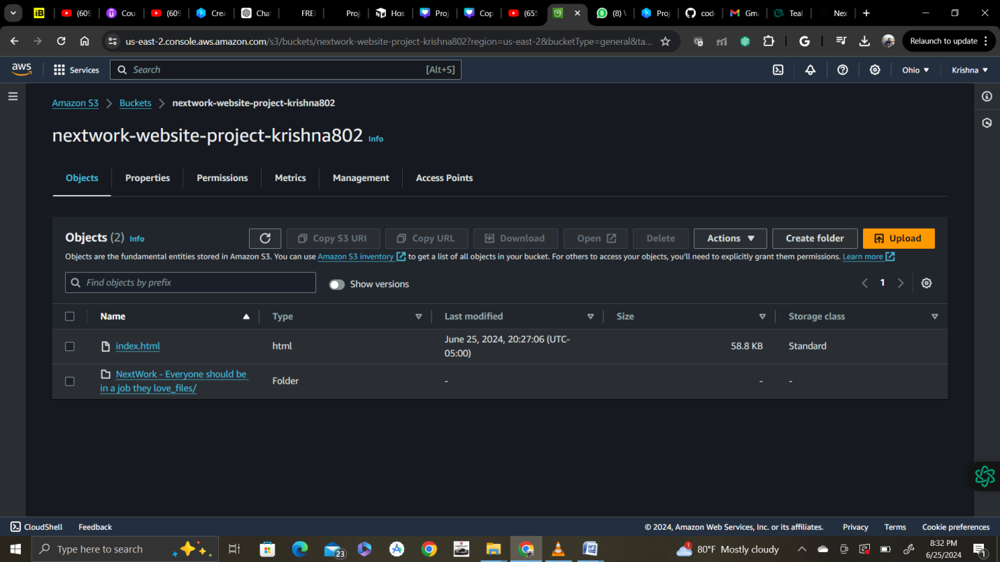 iB
(609
Cou
(609
Crea
Cha
FREI
Proj
Hos
Proj
Cop
(655
(8) V
Proj
code
Gma
Teal
Nex
us-east-2.console.aws.amazon.com/s3/buckets/nextwork-website-project-krishna802?region=us-east-2&bucketType=general&ta...
Relaunch to update
aws
Services
Search
[Alt+S]
Ohio
Krishna
Amazon S3
Buckets
nextwork-website-project-krishna802
nextwork-website-project-krishna802 Info
Objects
Properties
Permissions
Metrics
Management
Access Points
Objects (2) Info
Copy S3 URI
Copy URL
Download
Open
Delete
Actions
Create folder
Upload
Objects are the fundamental entities stored in Amazon S3. You can use Amazon S3 inventory to get a list of all objects in your bucket. For others to access your objects, you'll need to explicitly grant them permissions. Learn more
Find objects by prefix
Show versions
1
Name
Type
Last modified
Size
Storage class
index.html
html
June 25, 2024, 20:27:06 (UTC-
05:00)
58.8 KB
Standard
NextWork - Everyone should be
in a job they love_files/
Folder
-
-
-
CloudShell
Feedback
© 2024, Amazon Web Services, Inc. or its affiliates.
Privacy
Terms
Cookie preferences
Type here to search
23
1
80°F Mostly cloudy
8:32 PM
6/25/2024
1